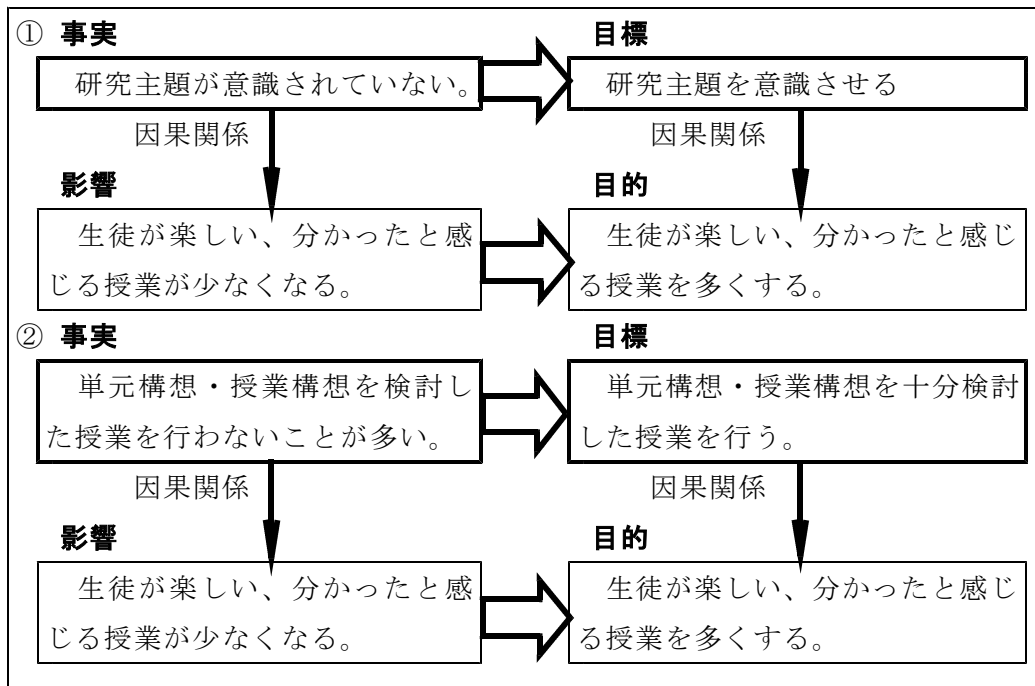 ① 事実
目標
研究主題が意識されていない。
研究主題を意識させる
因果関係
因果関係
影響
目的
生徒が楽しい、分かったと感
じる授業が少なくなる。
生徒が楽しい、分かったと感じ
る授業を多くする。
② 事実
目標
単元構想・授業構想を検討し
た授業を行わないことが多い。
単元構想・授業構想を十分検討
した授業を行う。
因果関係
因果関係
影響
目的
生徒が楽しい、分かったと感
じる授業が少なくなる。
生徒が楽しい、分かったと感じ
る授業を多くする。